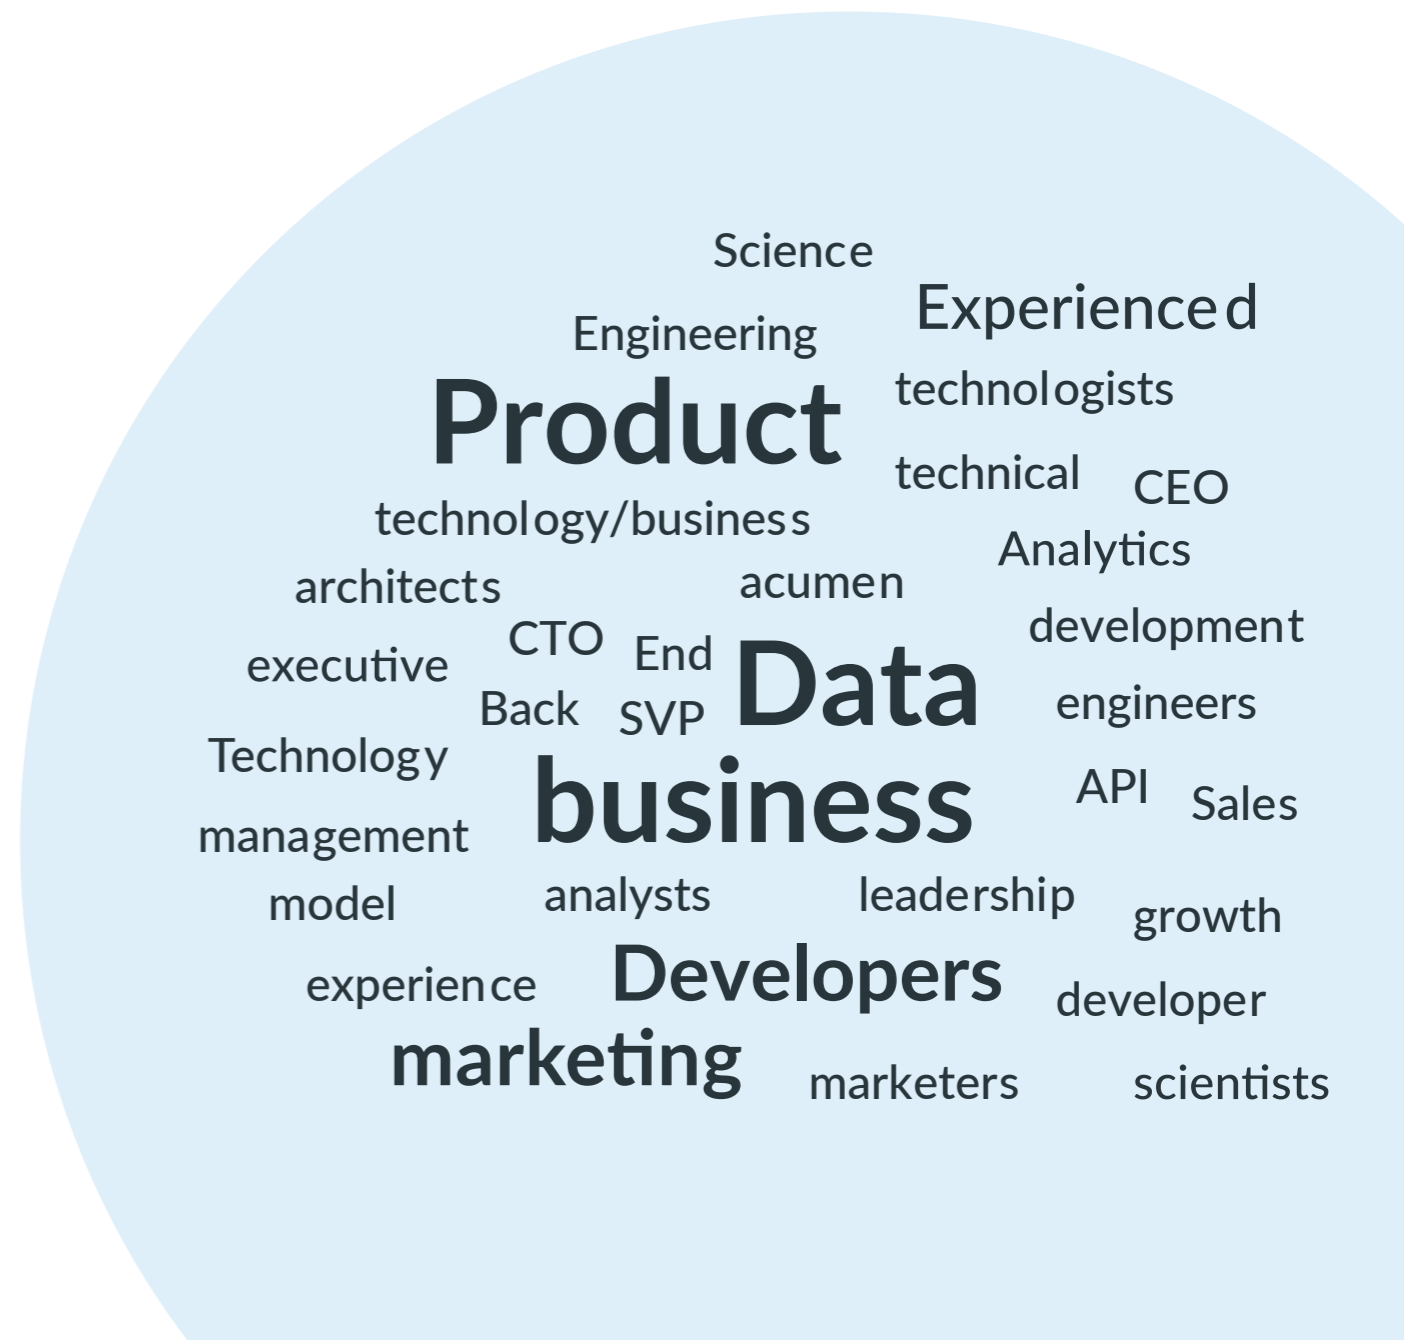 Science
Experienced
Engineering
Product
technologists
technical
CEO
technology/business
Analytics
architects
acumen
development
CTO
End
executive
Data
Back
SVP
engineers
Technology
business
API
Sales
management
model
analysts
leadership
growth
experience
Developers
developer
marketing
marketers
scientists